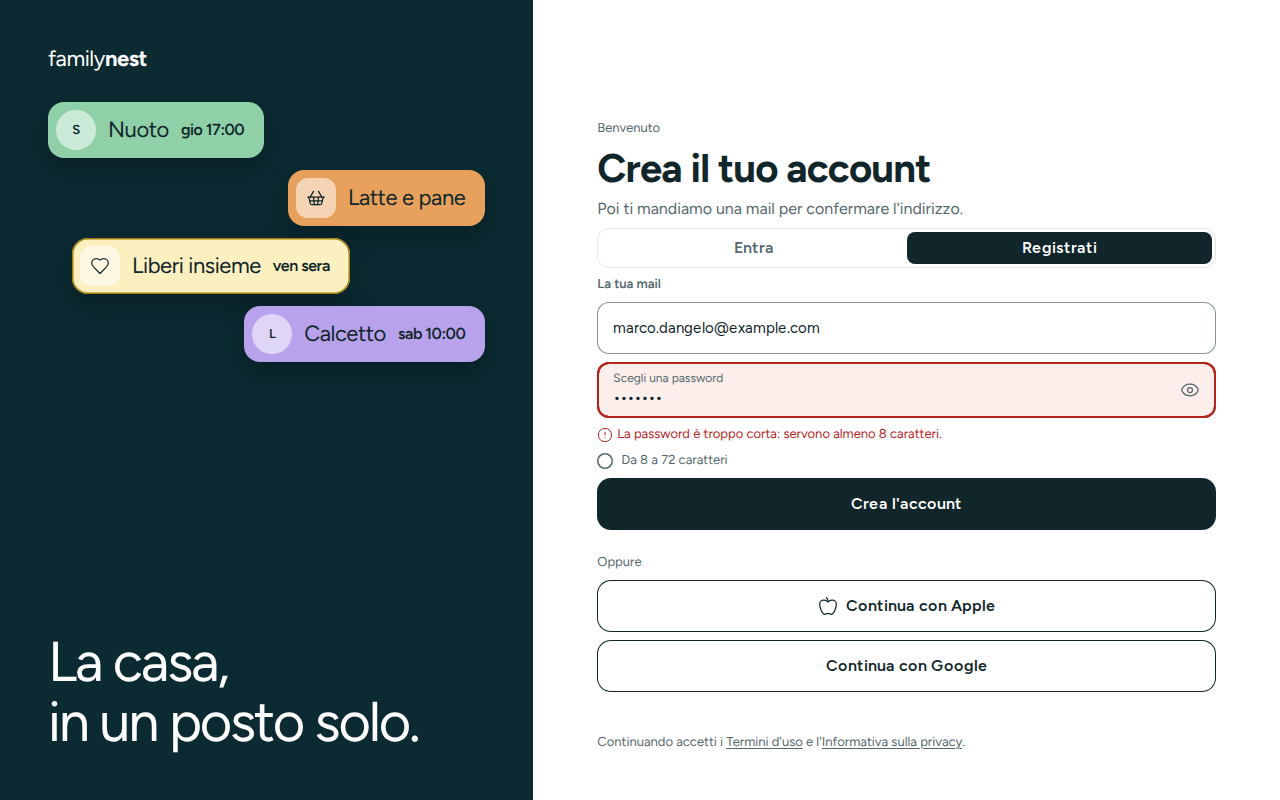 familynest
S Nuoto gio 17:00
Latte e pane
Liberi insieme ven sera
L Calcetto sab 10:00
La casa,
in un posto solo.
Benvenuto
Crea il tuo account
Poi ti mandiamo una mail per confermare l'indirizzo.
Entra Registrati
La tua mail
marco.dangelo@example.com
Scegli una password
•••••••
La password è troppo corta: servono almeno 8 caratteri.
Da 8 a 72 caratteri
Crea l'account
Oppure
Continua con Apple
Continua con Google
Continuando accetti i Termini d'uso e l'Informativa sulla privacy.